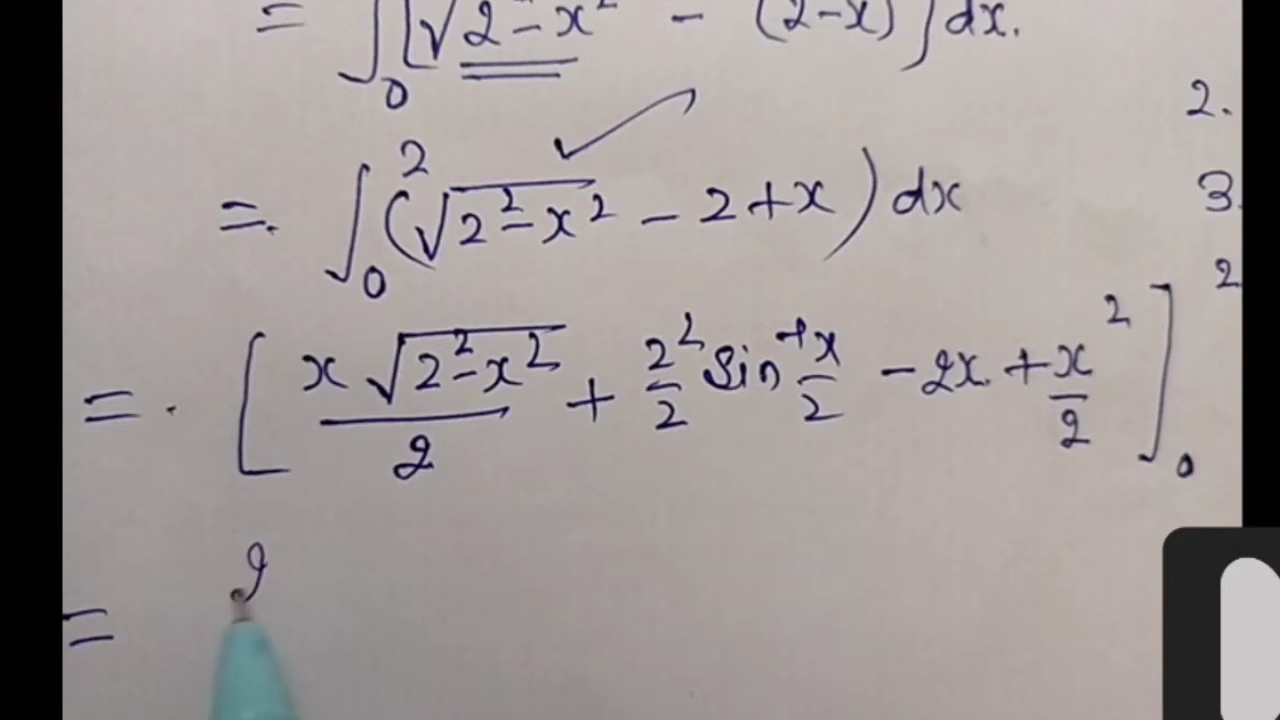 = ∫₀ [√2²-x² - (2-x)] dx.
2.
= ∫₀² (√2²-x² - 2+x) dx
3.
= [x√2²-x²/2 + 2²/2 sin⁻¹ x/2 - 2x + x²/2]₀²
= 2